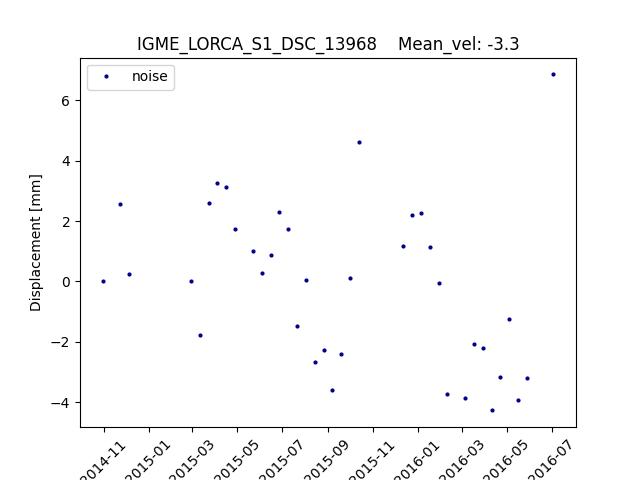 IGME_LORCA_S1_DSC_13968    Mean_vel: -3.3
noise
6
4
2
0
−2
−4
Displacement [mm]
2014-11 2015-01 2015-03 2015-05 2015-07 2015-09 2015-11 2016-01 2016-03 2016-05 2016-07